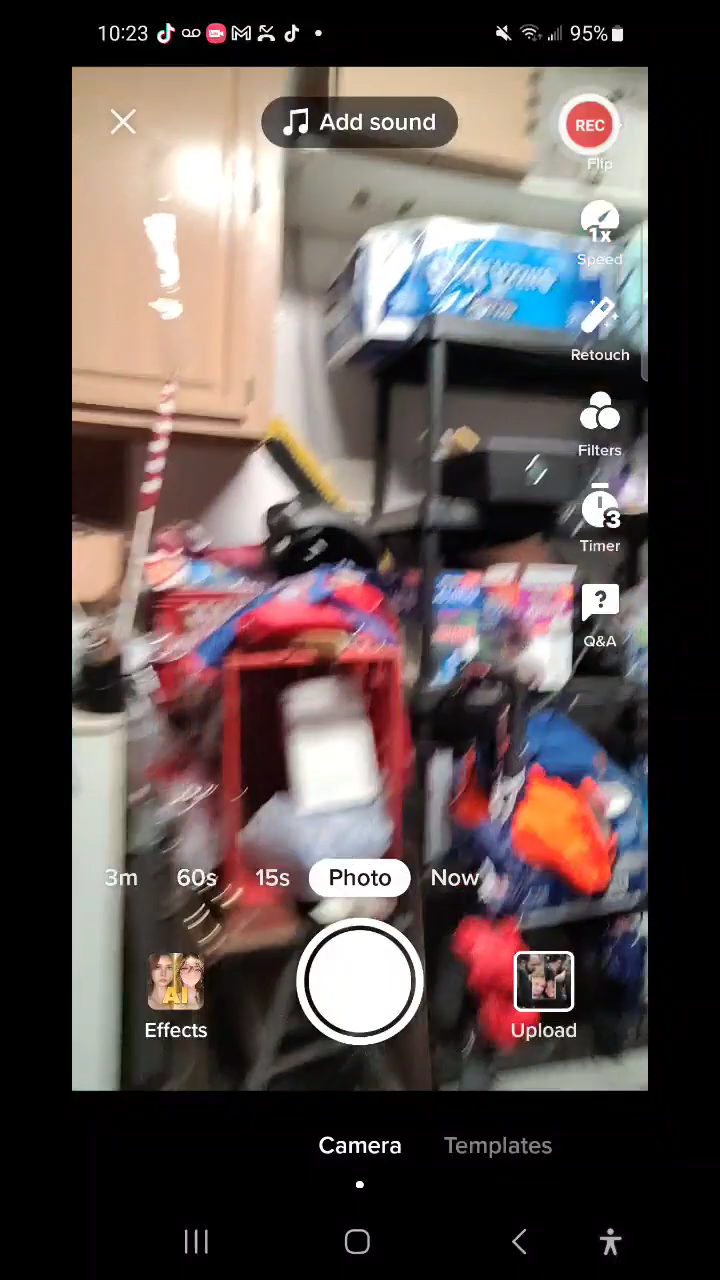 10:23
95%
Add sound
REC
Flip
1x
Speed
Retouch
Filters
3
Timer
?
Q&A
3m 60s 15s Photo Now
AI
Effects
Upload
Camera Templates